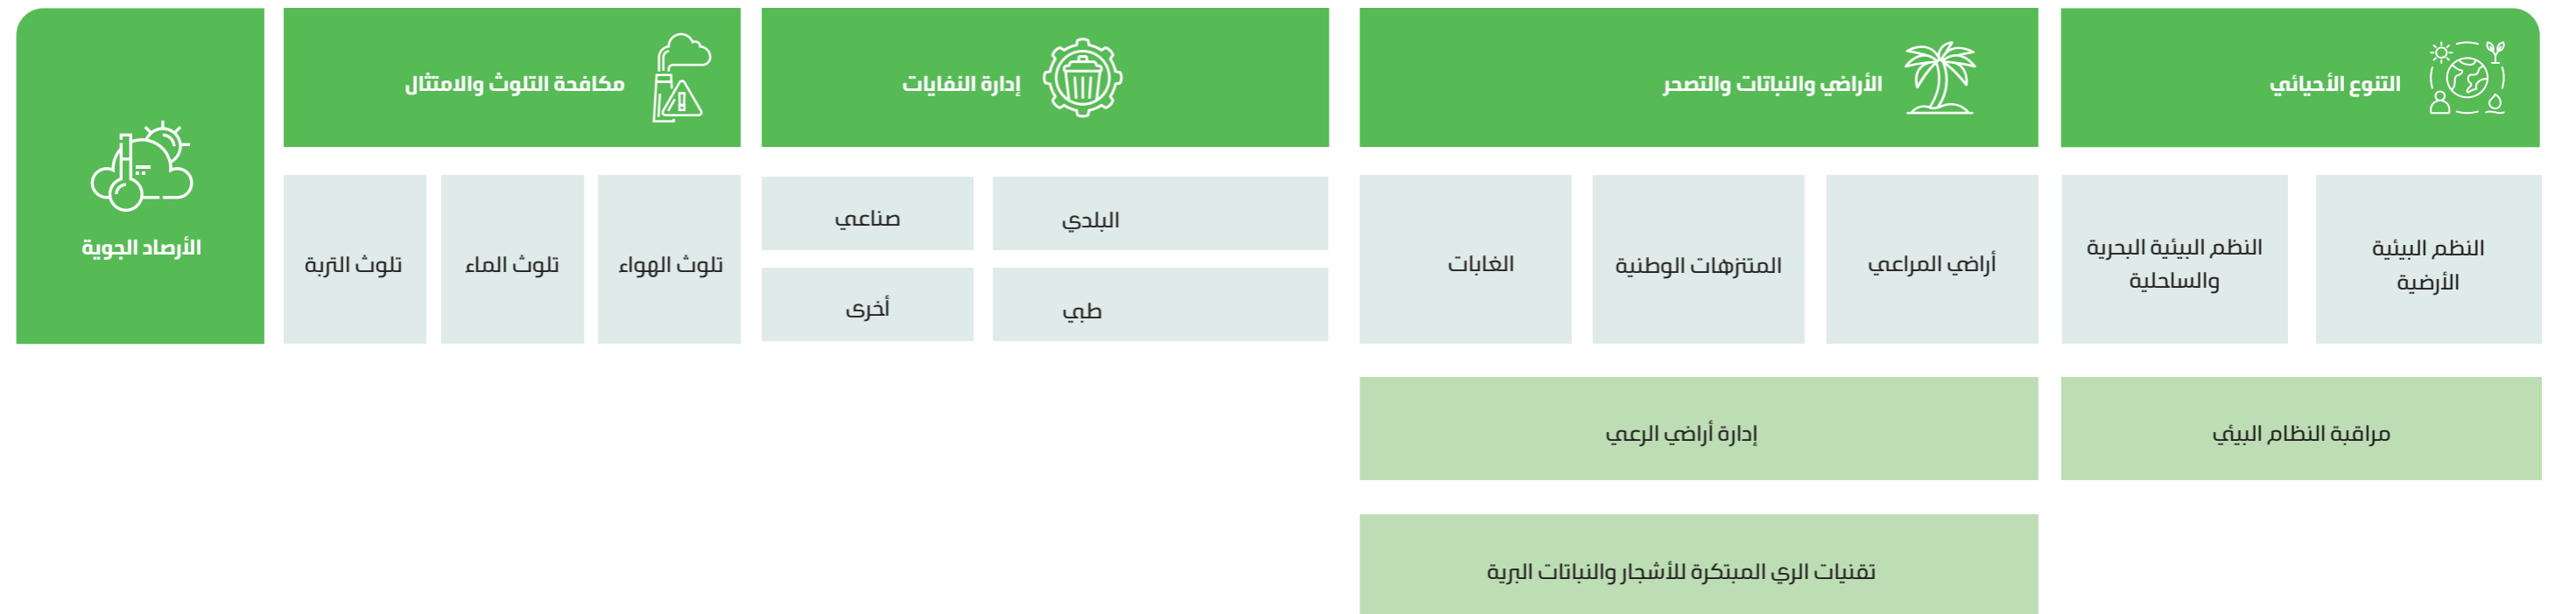 التنوع الأحيائي
الأراضي والنباتات والتصحر
إدارة النفايات
مكافحة التلوث والامتثال
الأرصاد الجوية
النظم البيئية
الأرضية
النظم البيئية البحرية
والساحلية
أراضي المراعي
المتنزهات الوطنية
الغابات
البلدي
صناعي
طبي
أخرى
تلوث الهواء
تلوث الماء
تلوث التربة
مراقبة النظام البيئي
إدارة أراضي الرعي
تقنيات الري المبتكرة للأشجار والنباتات البرية